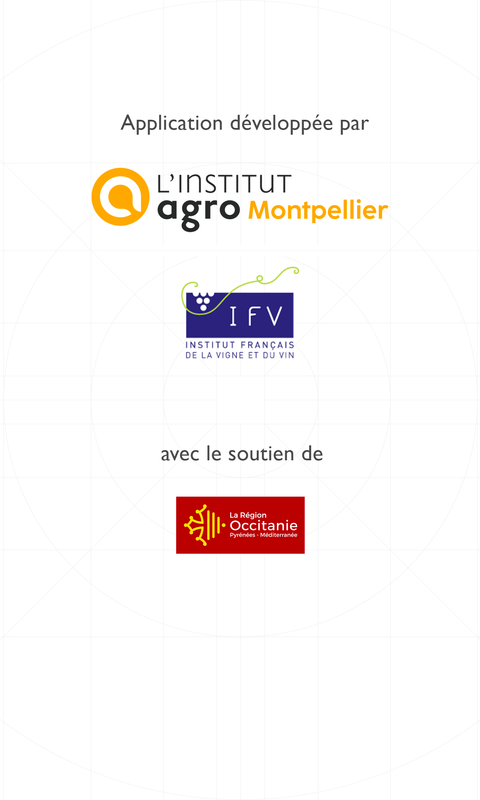 Application développée par
L'INSTITUT
agro Montpellier
IFV
INSTITUT FRANÇAIS
DE LA VIGNE ET DU VIN
avec le soutien de
La Région
Occitanie
Pyrénées - Méditerranée